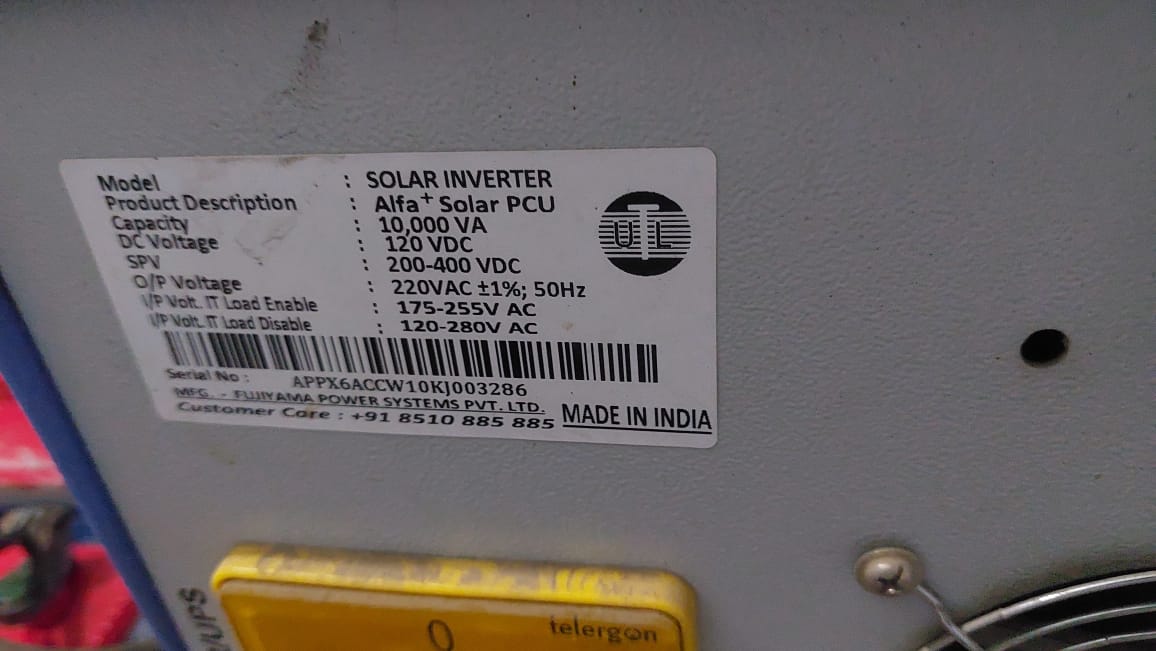 Model : SOLAR INVERTER
Product Description : Alfa+ Solar PCU
Capacity : 10,000 VA
DC Voltage : 120 VDC
SPV : 200-400 VDC
O/P Voltage : 220VAC ±1%; 50Hz
I/P Volt. IT Load Enable : 175-255V AC
I/P Volt. IT Load Disable : 120-280V AC
UTL
Serial No : APPX6ACCW10KJ003286
MFG. - FUJIYAMA POWER SYSTEMS PVT. LTD.
Customer Care : +91 8510 885 885
MADE IN INDIA
/UPS
0
telergon